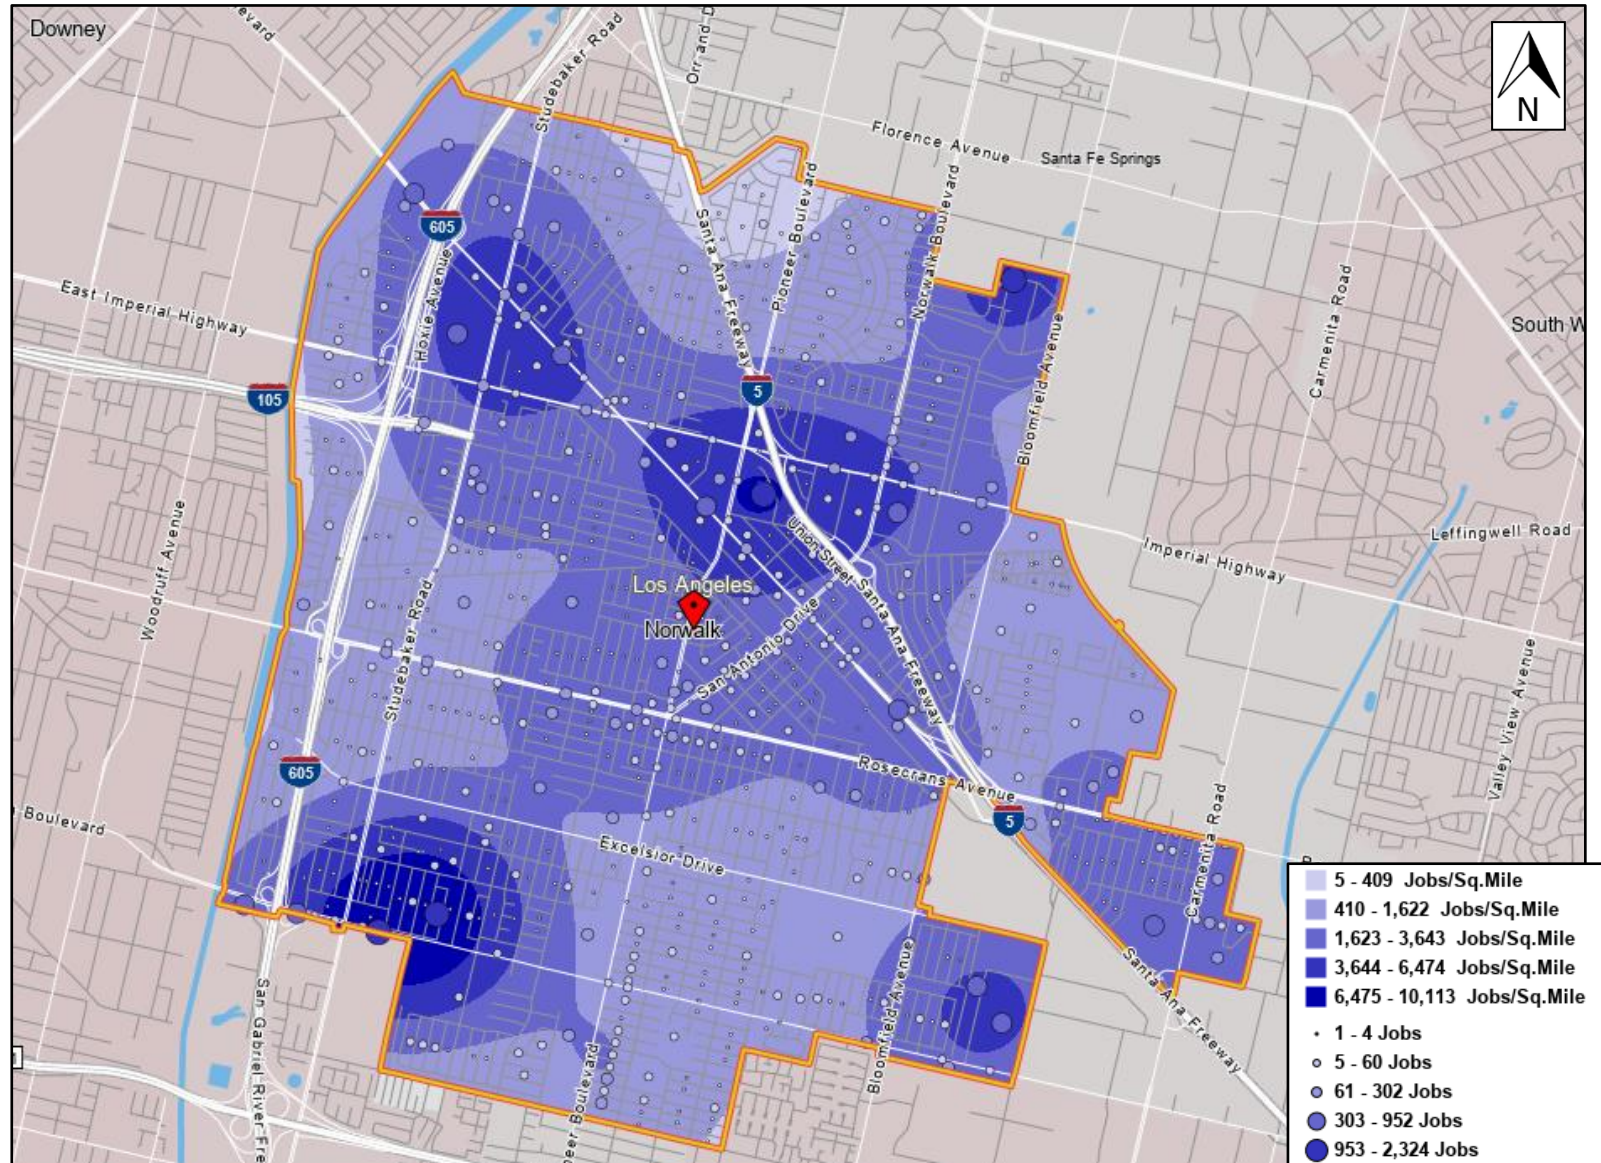 Downey
evard
Studebaker Road
Orr and D
N
Florence Avenue
Santa Fe Springs
605
Hoxie Avenue
Santa Ana Freeway
Pioneer Boulevard
Norwalk Boulevard
East Imperial Highway
Carmenita Road
South W
Bloomfield Avenue
105
5
Woodruff Avenue
Union Street
Leffingwell Road
Imperial Highway
Los Angeles
Norwalk
San Antonio Drive
Santa Ana Freeway
Studebaker Road
Valley View Avenue
605
Rosecrans Avenue
5
Boulevard
Excelsior Drive
Carmenita Road
5 - 409 Jobs/Sq.Mile
410 - 1,622 Jobs/Sq.Mile
1,623 - 3,643 Jobs/Sq.Mile
3,644 - 6,474 Jobs/Sq.Mile
6,475 - 10,113 Jobs/Sq.Mile
1 - 4 Jobs
5 - 60 Jobs
61 - 302 Jobs
303 - 952 Jobs
953 - 2,324 Jobs
Bloomfield Avenue
Santa Ana Freeway
San Gabriel River Fre
neer Boulevard